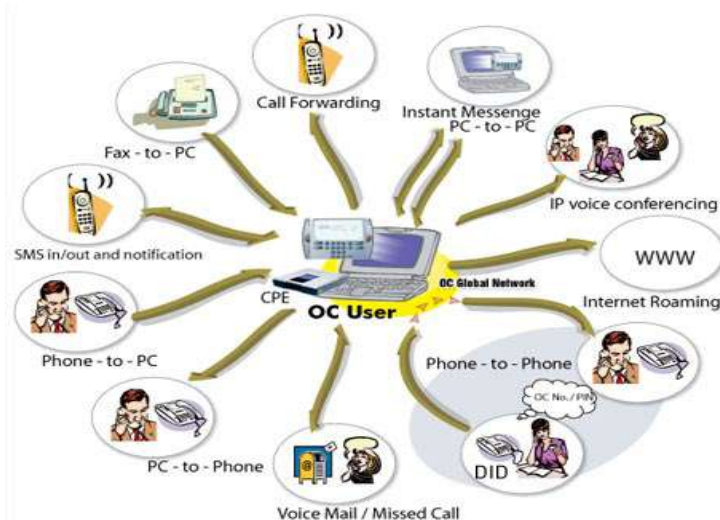 Call Forwarding
Instant Messenge
PC - to - PC
Fax - to - PC
IP voice conferencing
SMS in/out and notification
WWW
Internet Roaming
OC Global Network
CPE
OC User
Phone - to - PC
Phone - to - Phone
OC No./PIN
PC - to - Phone
DID
Voice Mail / Missed Call